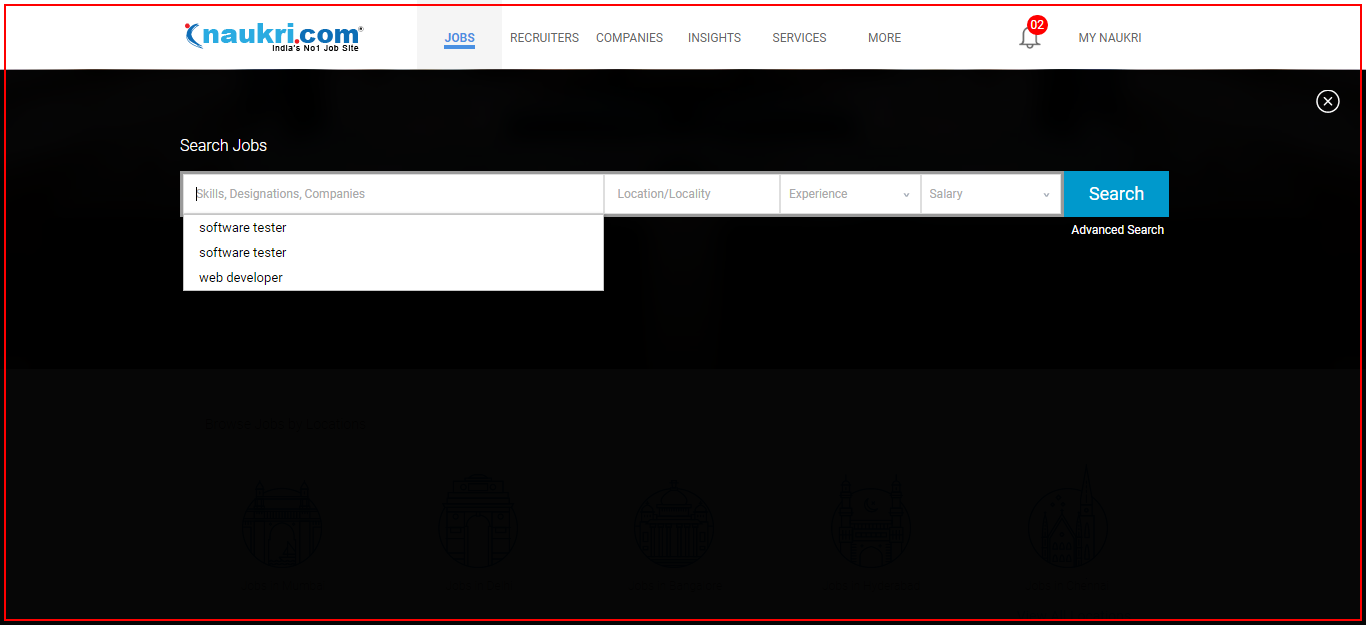 naukri.com
India's No1 Job Site
JOBS
RECRUITERS
COMPANIES
INSIGHTS
SERVICES
MORE
02
MY NAUKRI
Search Jobs
Skills, Designations, Companies
Location/Locality
Experience
Salary
Search
Advanced Search
software tester
software tester
web developer